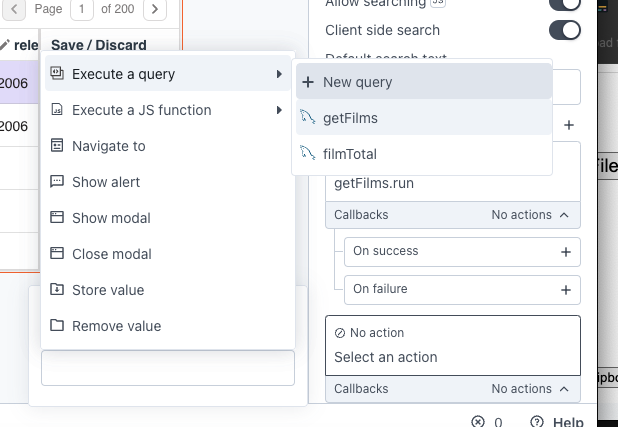 Page 1 of 200
Allow searching JS
Client side search
Default search text
rele
Save / Discard
2006
2006
Execute a query
Execute a JS function
Navigate to
Show alert
Show modal
Close modal
Store value
Remove value
New query
getFilms
filmTotal
getFilms.run
Callbacks No actions
On success
On failure
No action
Select an action
Callbacks No actions
0 Help